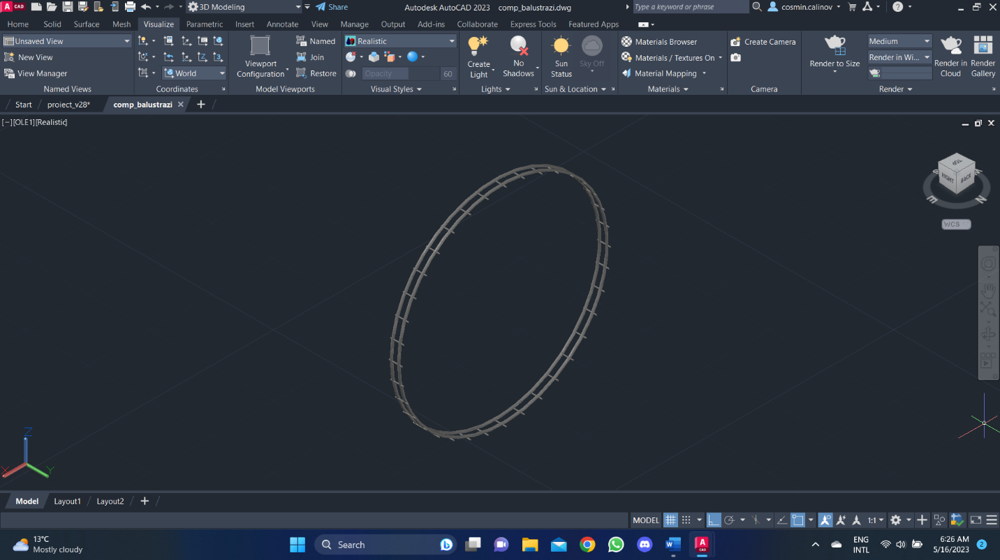 A CAD
3D Modeling
Share
Autodesk AutoCAD 2023 comp_balustrazi.dwg
Type a keyword or phrase
cosmin.calinov
?
Home Solid Surface Mesh Visualize Parametric Insert Annotate View Manage Output Add-ins Collaborate Express Tools Featured Apps
Unsaved View
New View
View Manager
Named Views
World
Coordinates
Viewport
Configuration
Named
Join
Restore
Model Viewports
Realistic
Opacity 60
Visual Styles
Create
Light
No
Shadows
Lights
Sun
Status
Sky Off
Sun & Location
Materials Browser
Materials / Textures On
Material Mapping
Materials
Create Camera
Camera
Render to Size
Medium
Render in Wi...
Render in
Cloud
Render
Gallery
Render
Start proiect_v28* comp_balustrazi
[−][OLE1][Realistic]
TOP
RIGHT BACK
S E N
WCS
Z
X Y
Model Layout1 Layout2
MODEL 1:1
13°C
Mostly cloudy
Search
W
A
CAD
ENG
INTL
6:26 AM
5/16/2023
2